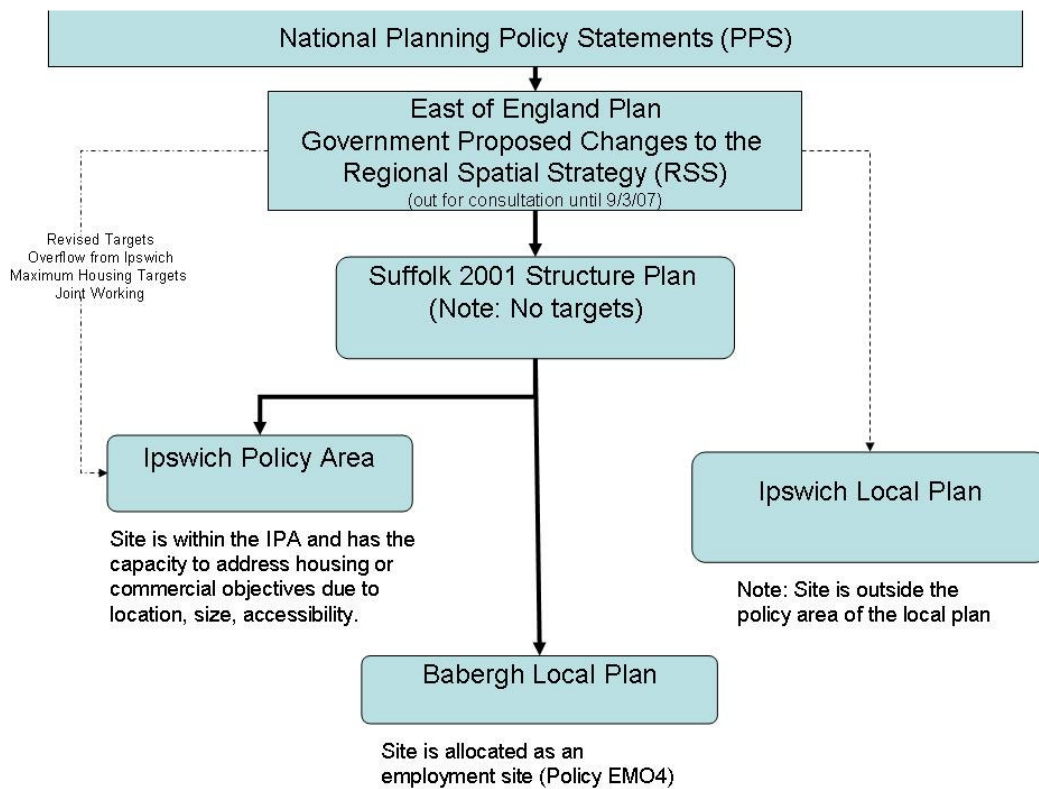 National Planning Policy Statements (PPS)
East of England Plan
Government Proposed Changes to the
Regional Spatial Strategy (RSS)
(out for consultation until 9/3/07)
Revised Targets
Overflow from Ipswich
Maximum Housing Targets
Joint Working
Suffolk 2001 Structure Plan
(Note: No targets)
Ipswich Policy Area
Site is within the IPA and has the
capacity to address housing or
commercial objectives due to
location, size, accessibility.
Ipswich Local Plan
Note: Site is outside the
policy area of the local plan
Babergh Local Plan
Site is allocated as an
employment site (Policy EMO4)